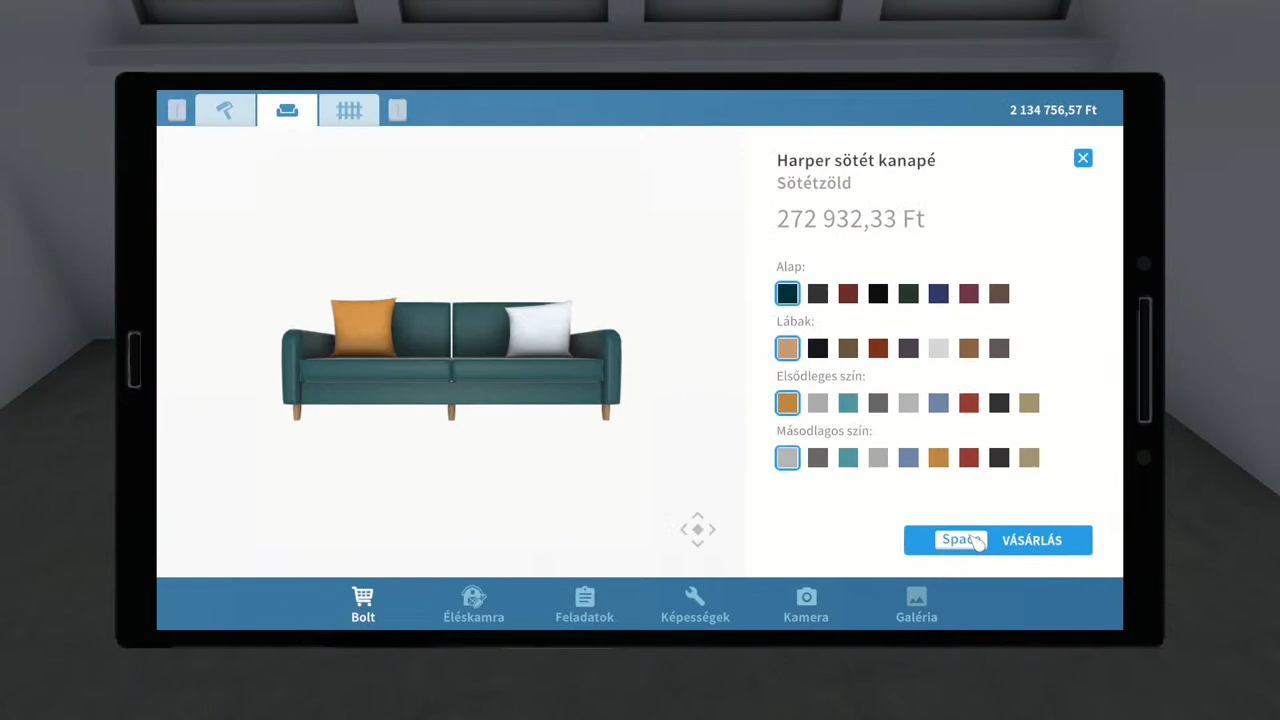 2 134 756,57 Ft
Harper sötét kanapé
Sötétzöld
272 932,33 Ft
Alap:
Lábak:
Elsődleges szín:
Másodlagos szín:
VÁSÁRLÁS
Bolt
Éléskamra
Feladatok
Képességek
Kamera
Galéria